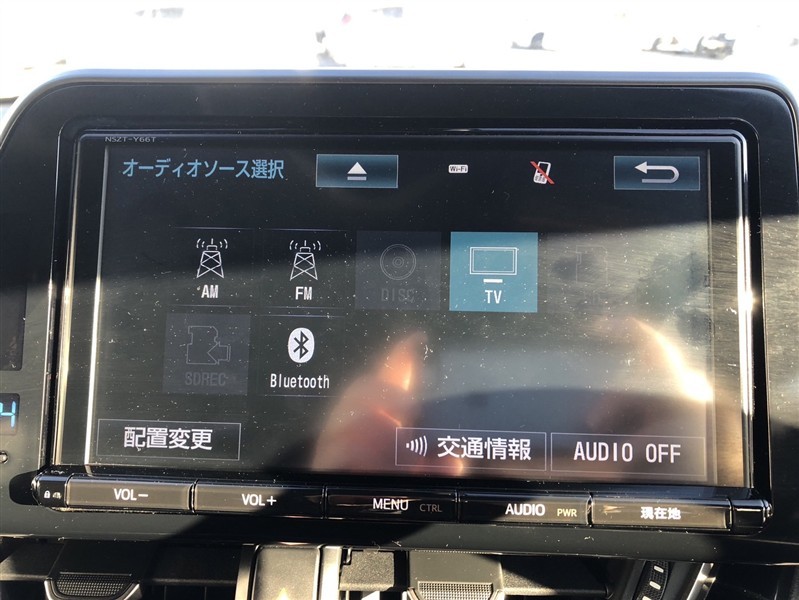 NSZT-Y66T
オーディオソース選択
Wi-Fi
AM
FM
DISC
TV
SDREC
Bluetooth
配置変更
交通情報
AUDIO OFF
4
VOL−
VOL+
MENU CTRL
AUDIO PWR
現在地